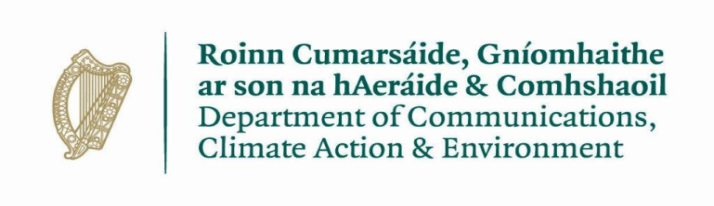 Roinn Cumarsáide, Gníomhaithe
ar son na hAeráide & Comhshaoil
Department of Communications,
Climate Action & Environment